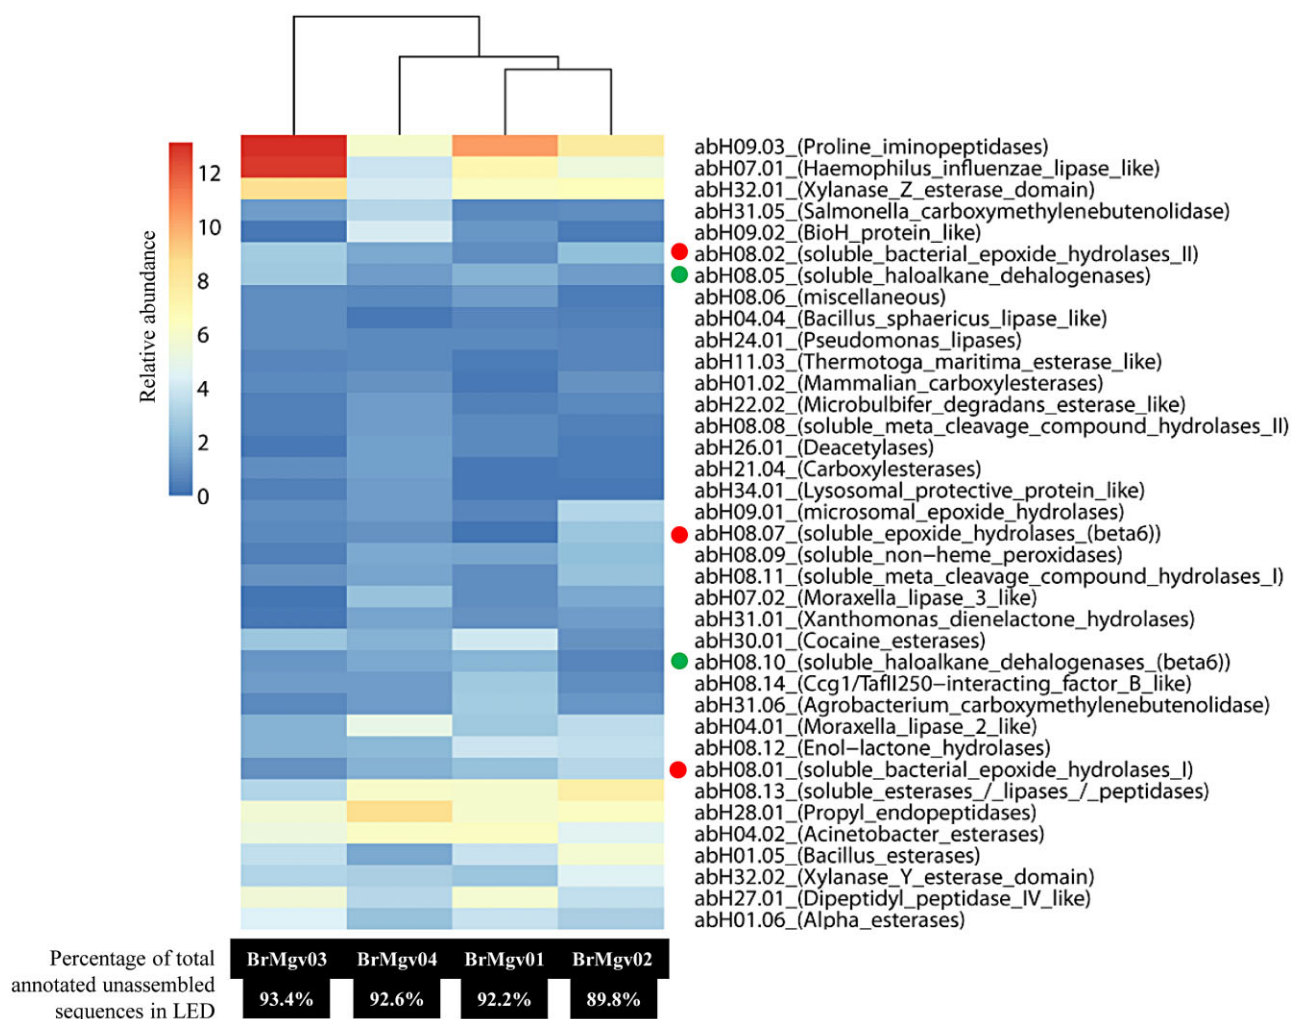 Relative abundance
12
10
8
6
4
2
0
abH09.03_(Proline_iminopeptidases)
abH07.01_(Haemophilus_influenzae_lipase_like)
abH32.01_(Xylanase_Z_esterase_domain)
abH31.05_(Salmonella_carboxymethylenebutenolidase)
abH09.02_(BioH_protein_like)
abH08.02_(soluble_bacterial_epoxide_hydrolases_II)
abH08.05_(soluble_haloalkane_dehalogenases)
abH08.06_(miscellaneous)
abH04.04_(Bacillus_sphaericus_lipase_like)
abH24.01_(Pseudomonas_lipases)
abH11.03_(Thermotoga_maritima_esterase_like)
abH01.02_(Mammalian_carboxylesterases)
abH22.02_(Microbulbifer_degradans_esterase_like)
abH08.08_(soluble_meta_cleavage_compound_hydrolases_II)
abH26.01_(Deacetylases)
abH21.04_(Carboxylesterases)
abH34.01_(Lysosomal_protective_protein_like)
abH09.01_(microsomal_epoxide_hydrolases)
abH08.07_(soluble_epoxide_hydrolases_(beta6))
abH08.09_(soluble_non−heme_peroxidases)
abH08.11_(soluble_meta_cleavage_compound_hydrolases_I)
abH07.02_(Moraxella_lipase_3_like)
abH31.01_(Xanthomonas_dienelactone_hydrolases)
abH30.01_(Cocaine_esterases)
abH08.10_(soluble_haloalkane_dehalogenases_(beta6))
abH08.14_(Ccg1/TafII250−interacting_factor_B_like)
abH31.06_(Agrobacterium_carboxymethylenebutenolidase)
abH04.01_(Moraxella_lipase_2_like)
abH08.12_(Enol−lactone_hydrolases)
abH08.01_(soluble_bacterial_epoxide_hydrolases_I)
abH08.13_(soluble_esterases_/_lipases_/_peptidases)
abH28.01_(Propyl_endopeptidases)
abH04.02_(Acinetobacter_esterases)
abH01.05_(Bacillus_esterases)
abH32.02_(Xylanase_Y_esterase_domain)
abH27.01_(Dipeptidyl_peptidase_IV_like)
abH01.06_(Alpha_esterases)
Percentage of total
annotated unassembled
sequences in LED
BrMgv03 BrMgv04 BrMgv01 BrMgv02
93.4% 92.6% 92.2% 89.8%